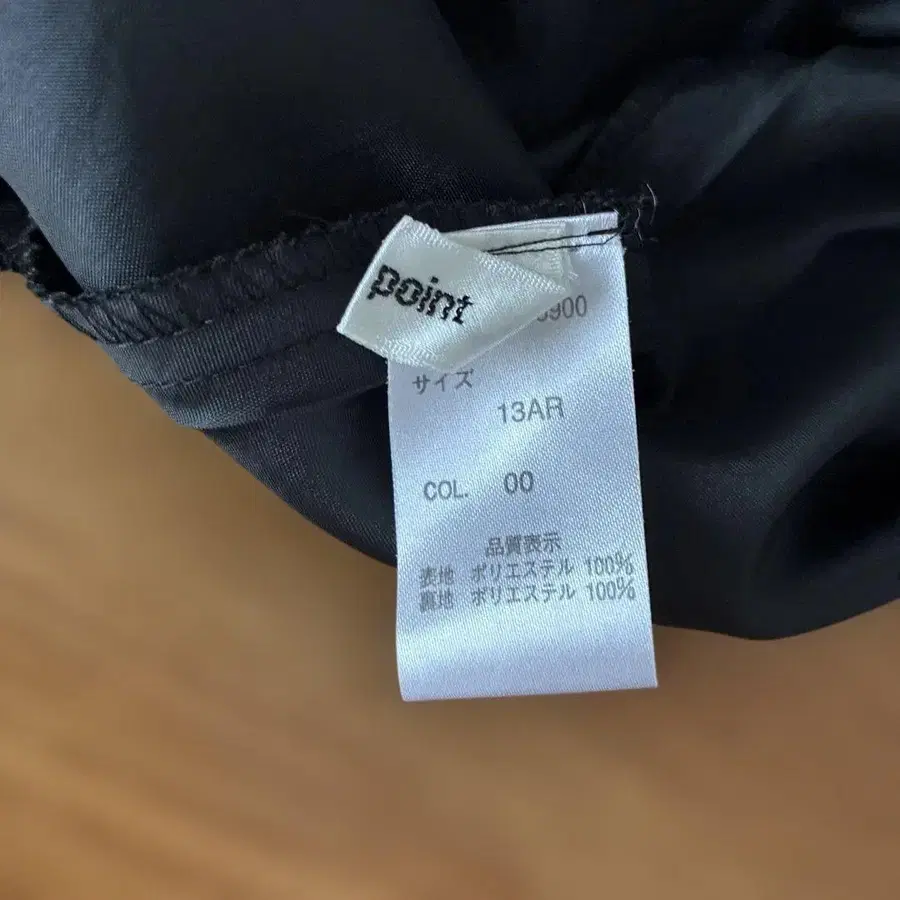 point
900
サイズ
13AR
COL. 00
品質表示
表地 ポリエステル 100%
裏地 ポリエステル 100%